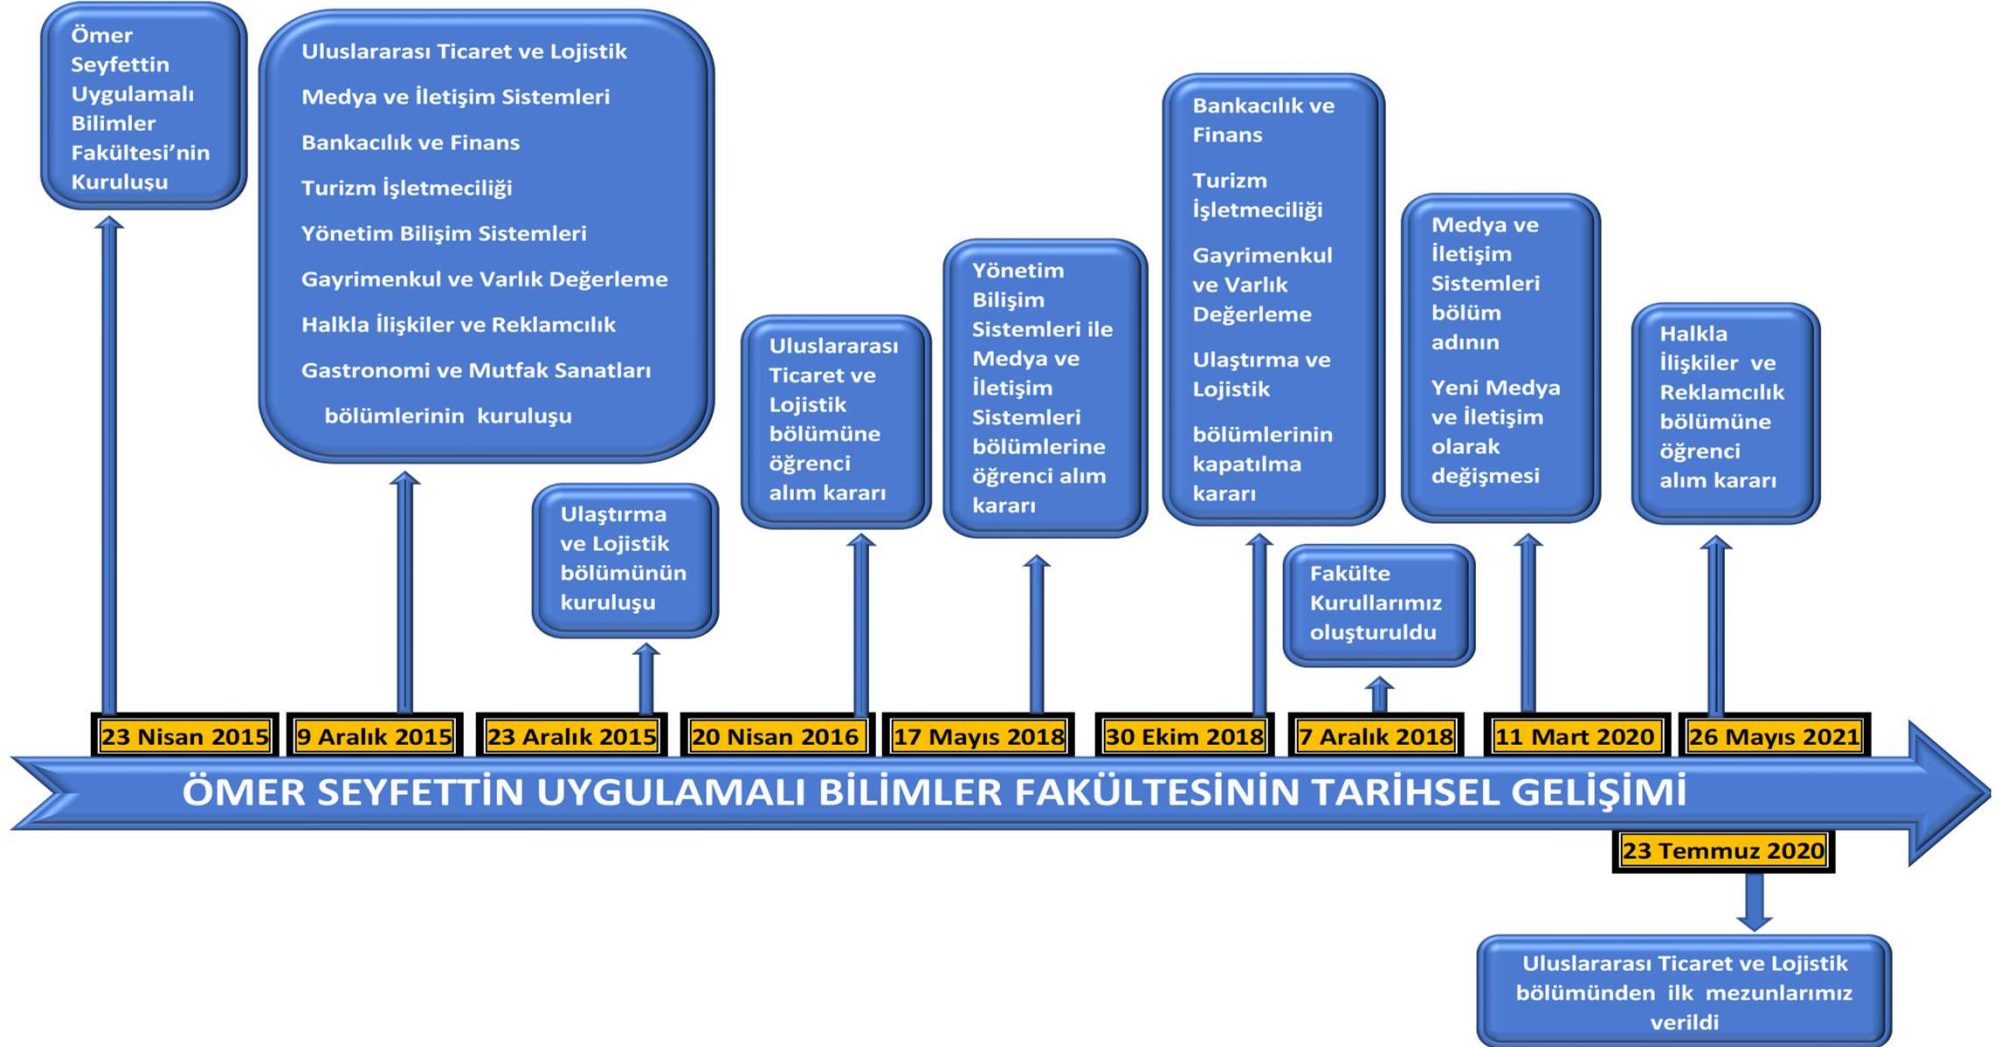 Ömer
Seyfettin
Uygulamalı
Bilimler
Fakültesi’nin
Kuruluşu
Uluslararası Ticaret ve Lojistik
Medya ve İletişim Sistemleri
Bankacılık ve Finans
Turizm İşletmeciliği
Yönetim Bilişim Sistemleri
Gayrimenkul ve Varlık Değerleme
Halkla İlişkiler ve Reklamcılık
Gastronomi ve Mutfak Sanatları
bölümlerinin kuruluşu
Ulaştırma
ve Lojistik
bölümünün
kuruluşu
Uluslararası
Ticaret ve
Lojistik
bölümüne
öğrenci
alım kararı
Yönetim
Bilişim
Sistemleri ile
Medya ve
İletişim
Sistemleri
bölümlerine
öğrenci alım
kararı
Bankacılık ve
Finans
Turizm
İşletmeciliği
Gayrimenkul
ve Varlık
Değerleme
Ulaştırma ve
Lojistik
bölümlerinin
kapatılma
kararı
Fakülte
Kurullarımız
oluşturuldu
Medya ve
İletişim
Sistemleri
bölüm
adının
Yeni Medya
ve İletişim
olarak
değişmesi
Halkla
İlişkiler ve
Reklamcılık
bölümüne
öğrenci
alım kararı
23 Nisan 2015
9 Aralık 2015
23 Aralık 2015
20 Nisan 2016
17 Mayıs 2018
30 Ekim 2018
7 Aralık 2018
11 Mart 2020
26 Mayıs 2021
ÖMER SEYFETTİN UYGULAMALI BİLİMLER FAKÜLTESİNİN TARİHSEL GELİŞİMİ
23 Temmuz 2020
Uluslararası Ticaret ve Lojistik
bölümünden ilk mezunlarımız
verildi